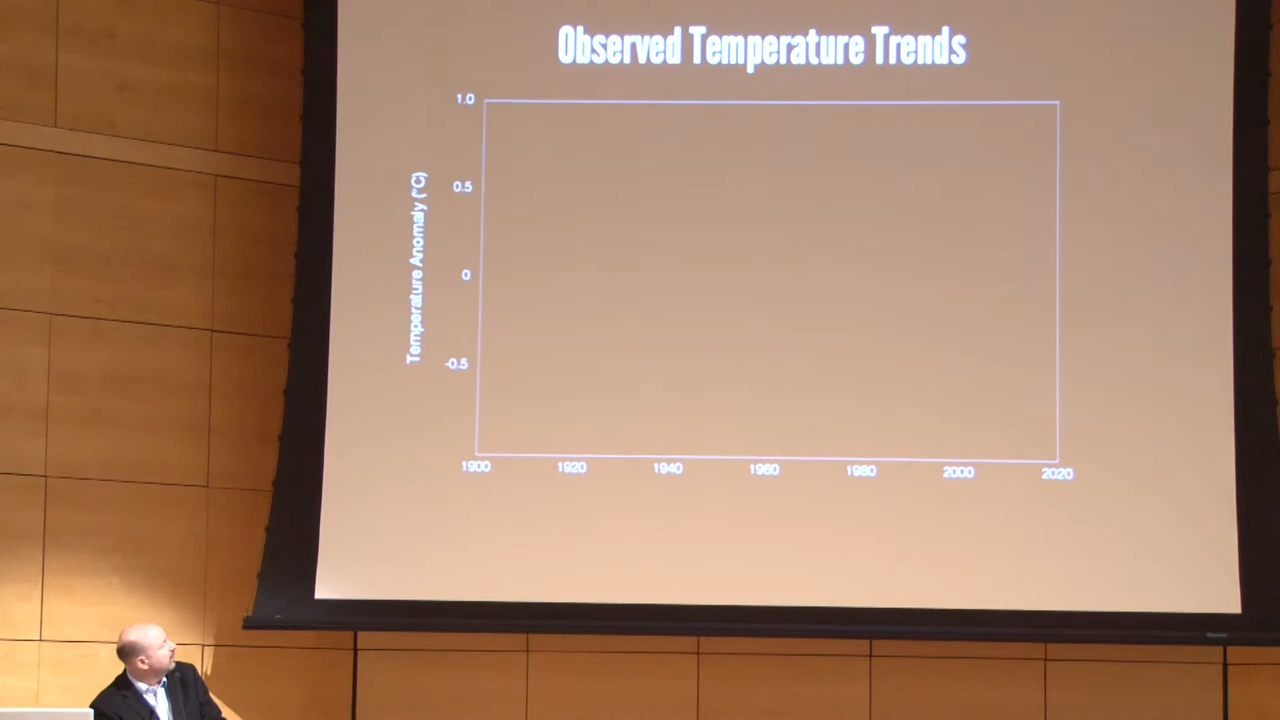 Observed Temperature Trends
1.0
0.5
0
-0.5
Temperature Anomaly (°C)
1900 1920 1940 1960 1980 2000 2020